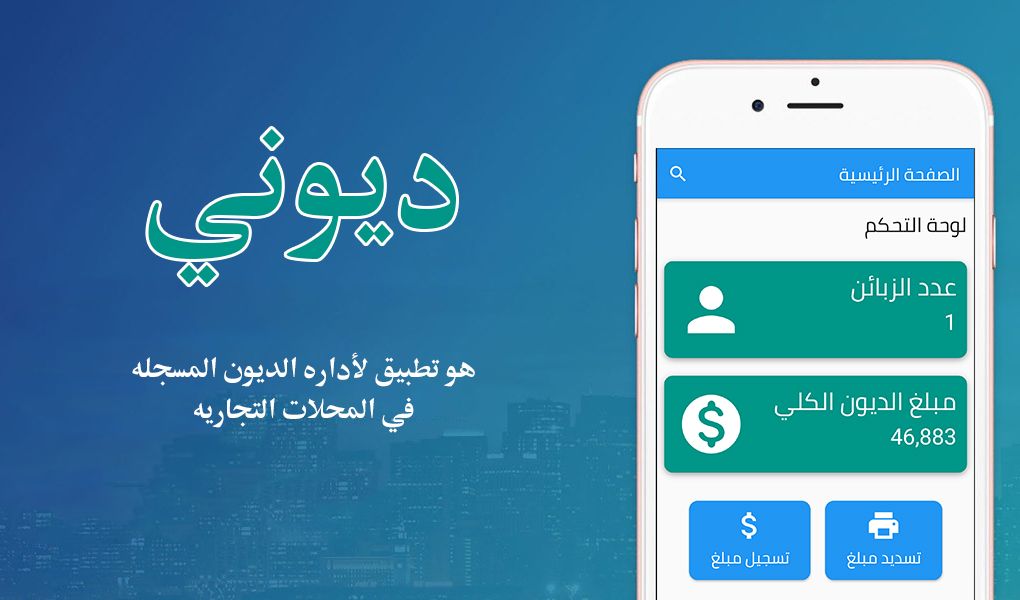 ديوني
هو تطبيق لأداره الديون المسجله
في المحلات التجاريه
الصفحة الرئيسية
لوحة التحكم
عدد الزبائن
1
مبلغ الديون الكلي
46,883
تسديد مبلغ
تسجيل مبلغ